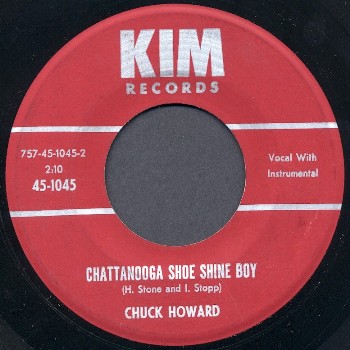 KIM
RECORDS
757-45-1045-2
2:10
45-1045
Vocal With
Instrumental
CHATTANOOGA SHOE SHINE BOY
(H. Stone and I. Stopp)
CHUCK HOWARD